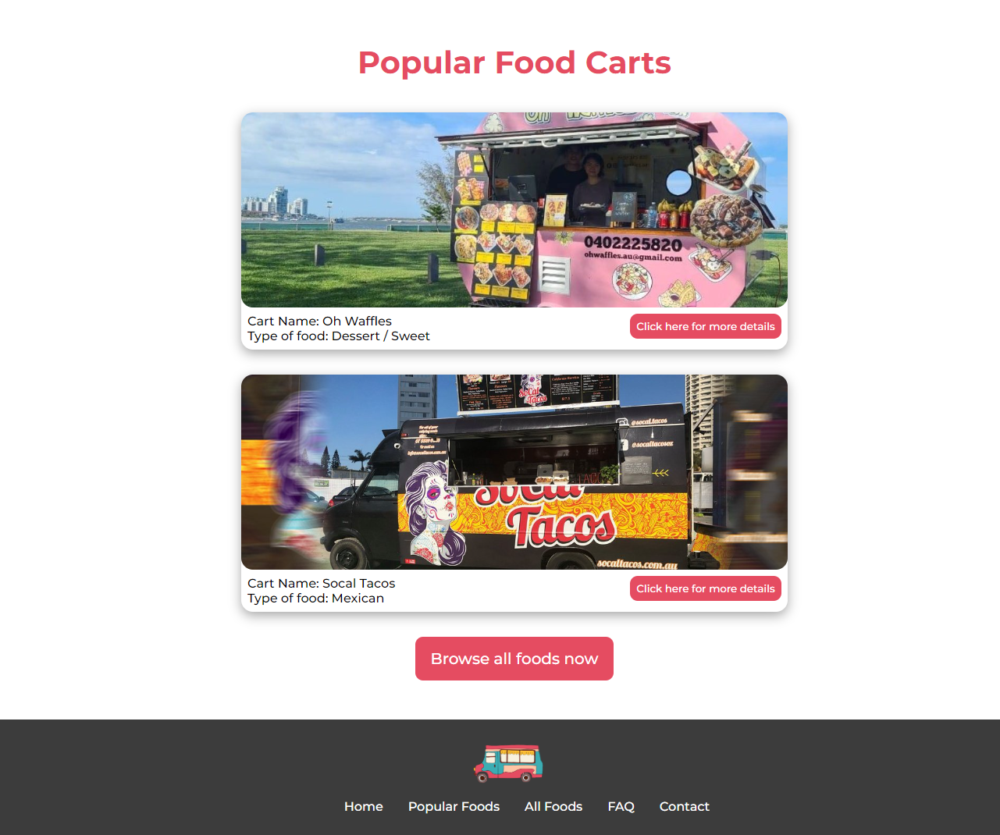 Popular Food Carts
0402225820
ohwaffles.au@gmail.com
Cart Name: Oh Waffles
Type of food: Dessert / Sweet
Click here for more details
SoCal
Tacos
@socal.tacos
@socaltacosoz
SoCal
Tacos
socaltacos.com.au
Cart Name: Socal Tacos
Type of food: Mexican
Click here for more details
Browse all foods now
Home Popular Foods All Foods FAQ Contact